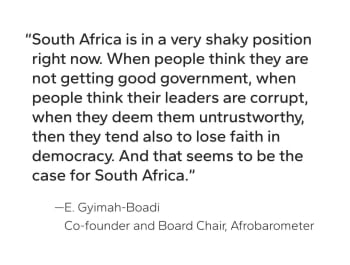 "South Africa is in a very shaky position
right now. When people think they are
not getting good government, when
people think their leaders are corrupt,
when they deem them untrustworthy,
then they tend also to lose faith in
democracy. And that seems to be the
case for South Africa."
—E. Gyimah-Boadi
Co-founder and Board Chair, Afrobarometer